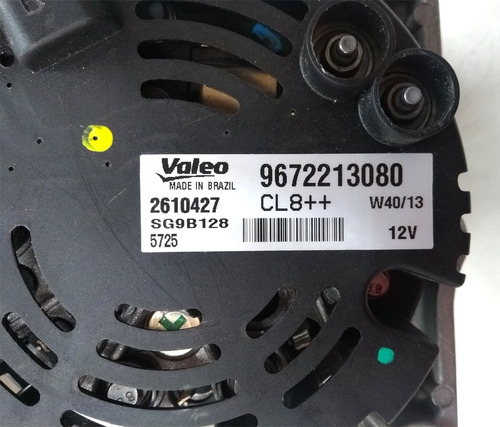 Valeo 9672213080
MADE IN BRAZIL
2610427 CL8++ W40/13
SG9B128
5725 12V